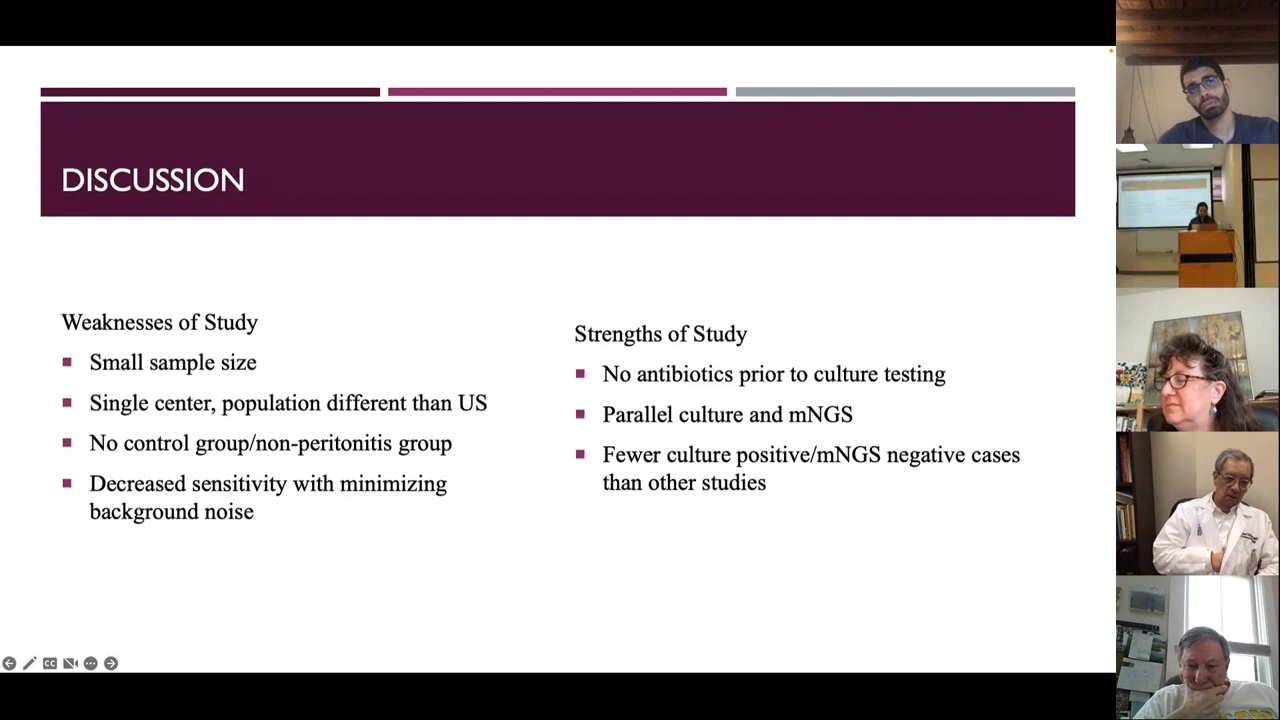 DISCUSSION
Weaknesses of Study
Small sample size
Single center, population different than US
No control group/non-peritonitis group
Decreased sensitivity with minimizing
background noise
Strengths of Study
No antibiotics prior to culture testing
Parallel culture and mNGS
Fewer culture positive/mNGS negative cases
than other studies
CC